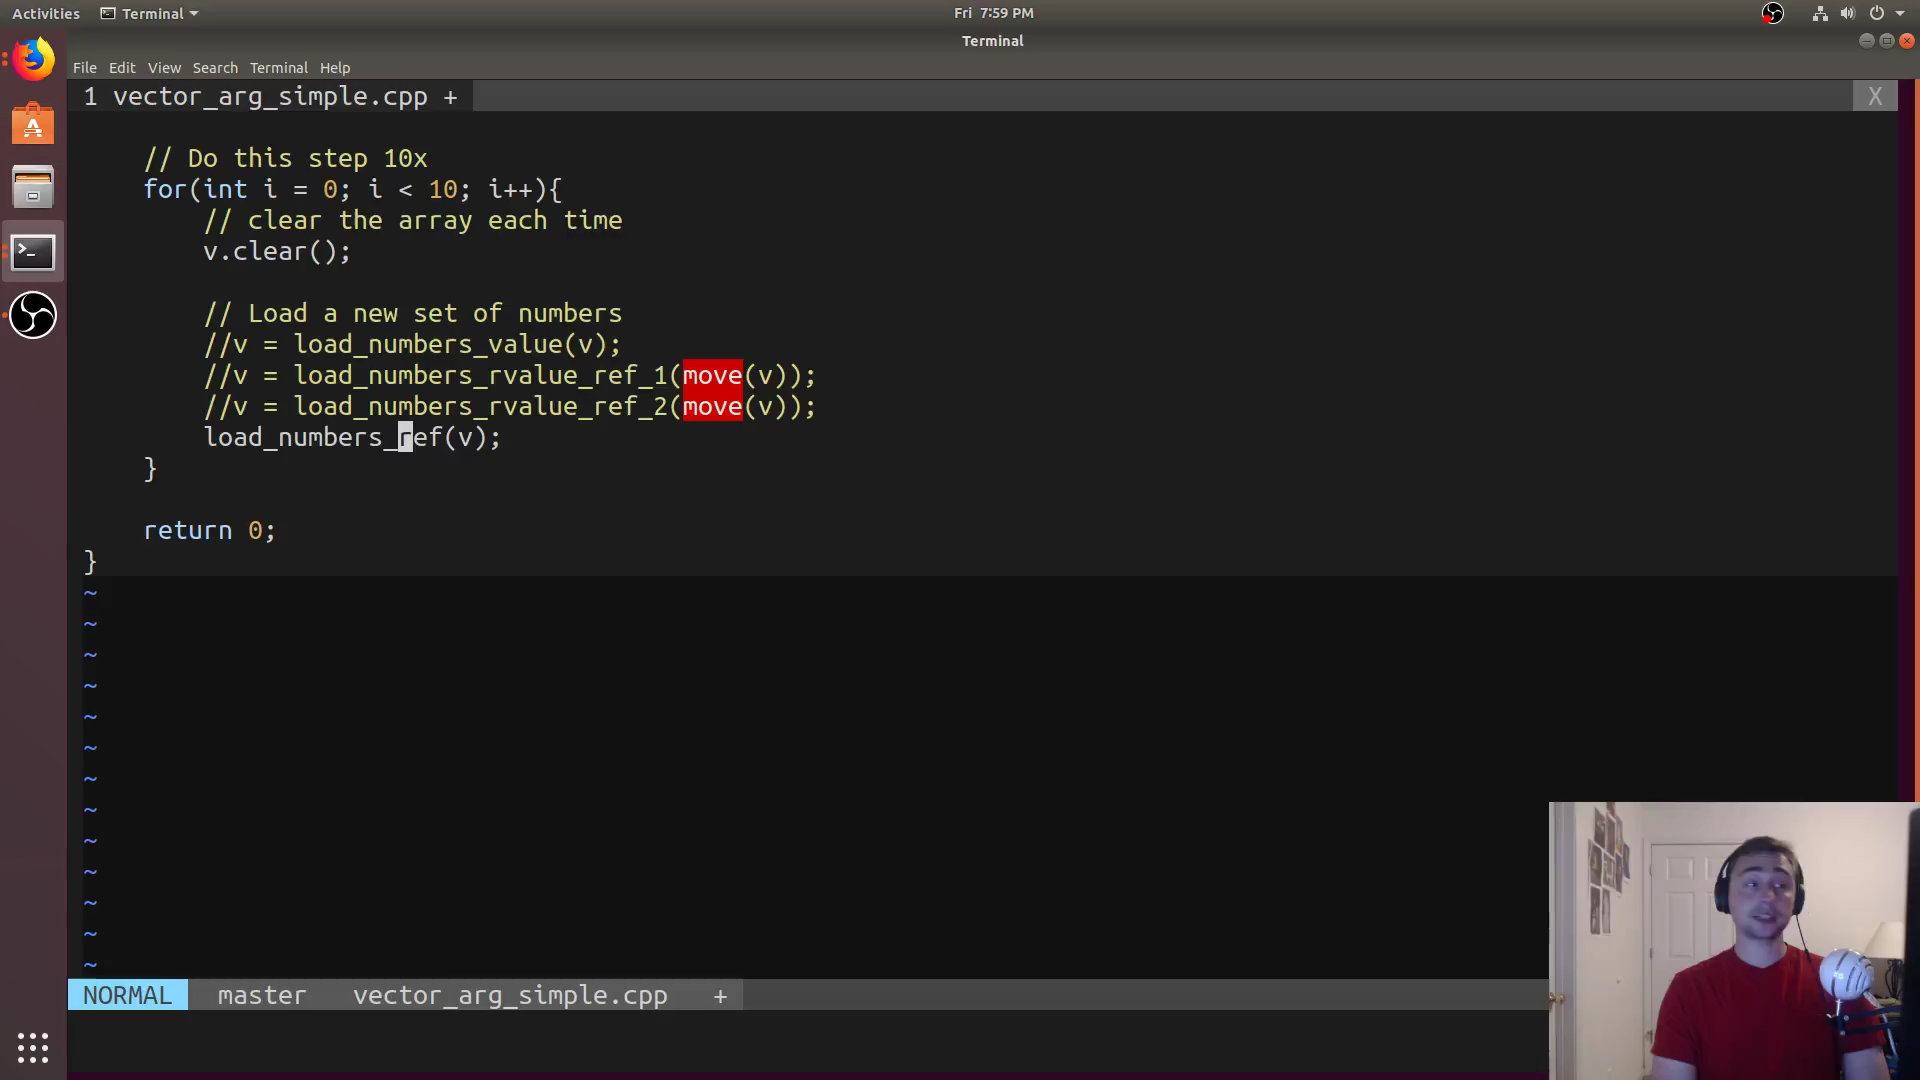 Activities Terminal Fri 7:59 PM
Terminal
File Edit View Search Terminal Help
1 vector_arg_simple.cpp + X
// Do this step 10x
for(int i = 0; i < 10; i++){
// clear the array each time
v.clear();
// Load a new set of numbers
//v = load_numbers_value(v);
//v = load_numbers_rvalue_ref_1(move(v));
//v = load_numbers_rvalue_ref_2(move(v));
load_numbers_ref(v);
}
return 0;
}
~
~
~
~
~
~
~
~
~
~
~
~
~
NORMAL master vector_arg_simple.cpp +